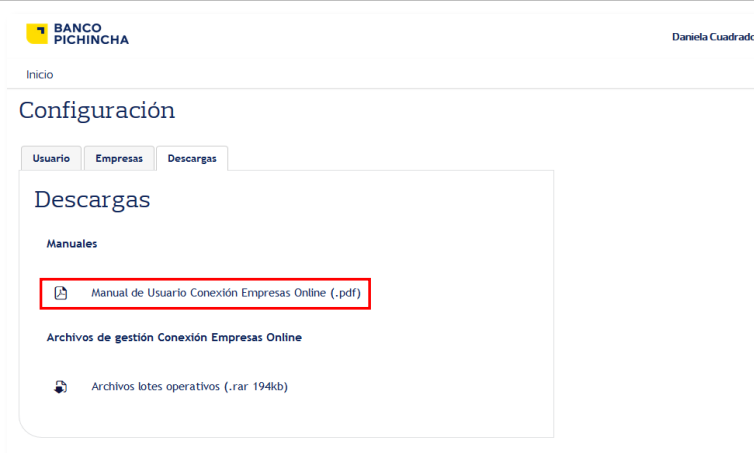 BANCO
PICHINCHA
Daniela Cuadrado
Inicio
Configuración
Usuario Empresas Descargas
Descargas
Manuales
Manual de Usuario Conexión Empresas Online (.pdf)
Archivos de gestión Conexión Empresas Online
Archivos lotes operativos (.rar 194kb)